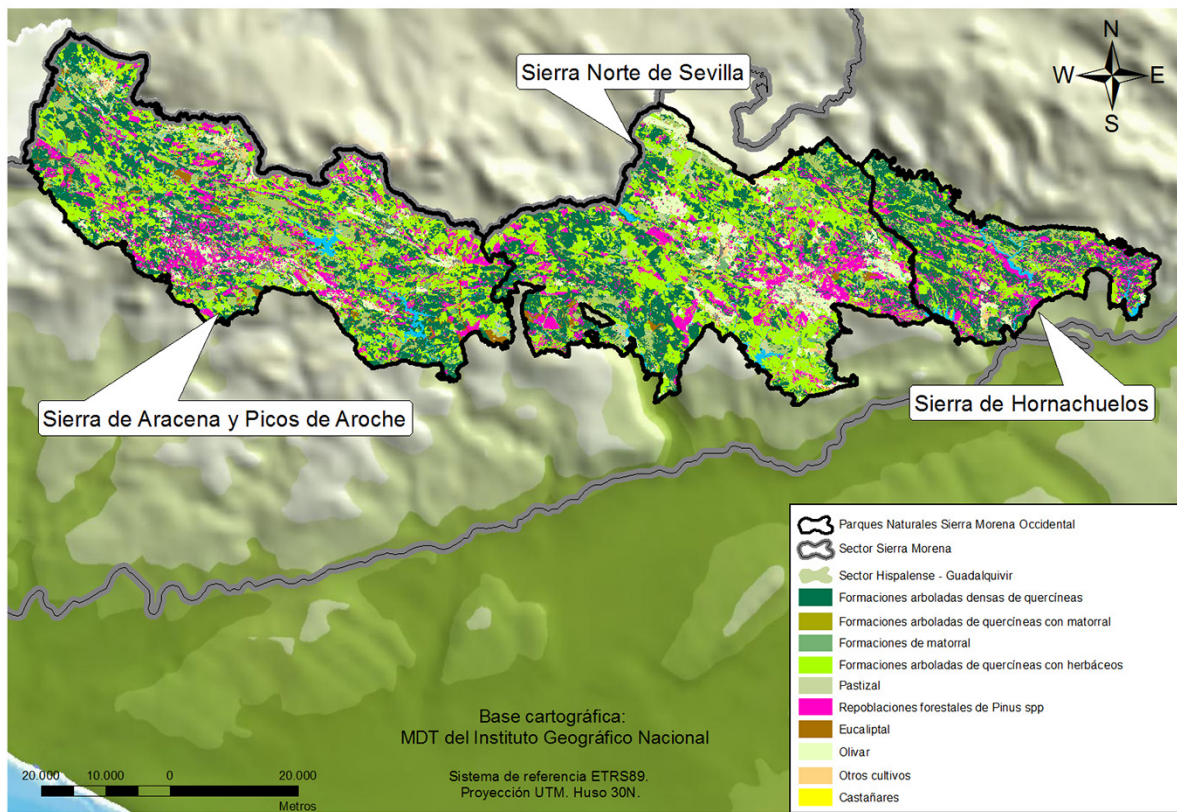 N
W
E
S
Sierra Norte de Sevilla
Sierra de Aracena y Picos de Aroche
Sierra de Hornachuelos
Parques Naturales Sierra Morena Occidental
Sector Sierra Morena
Sector Hispalense - Guadalquivir
Formaciones arboladas densas de quercíneas
Formaciones arboladas de quercíneas con matorral
Formaciones de matorral
Formaciones arboladas de quercíneas con herbáceos
Pastizal
Repoblaciones forestales de Pinus spp
Eucaliptal
Olivar
Otros cultivos
Castañares
Base cartográfica:
MDT del Instituto Geográfico Nacional
Sistema de referencia ETRS89.
Proyección UTM. Huso 30N.
20.000 10.000 0 20.000
Metros